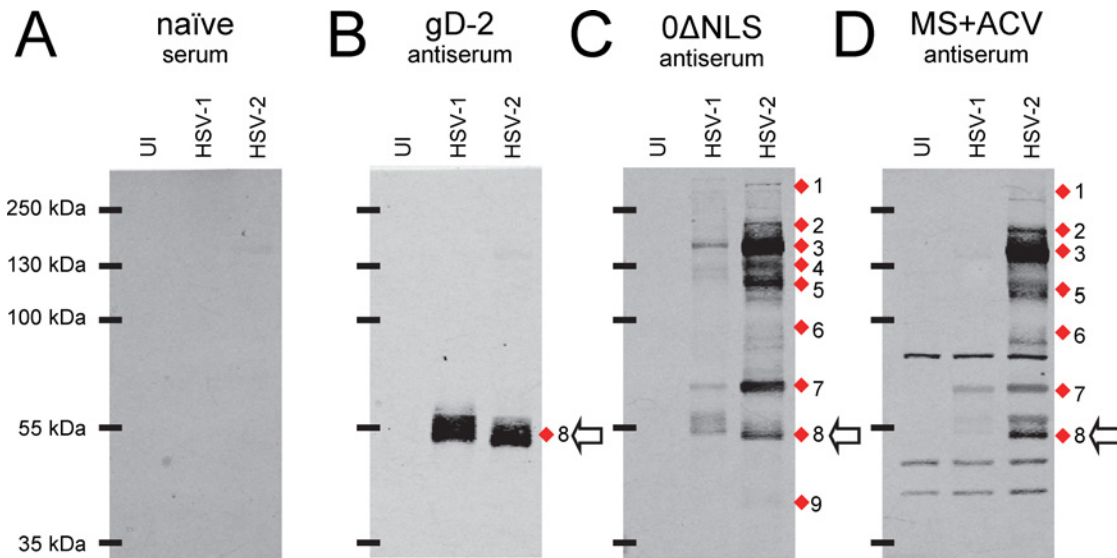 A
naïve
serum
UI
HSV-1
HSV-2
250 kDa
130 kDa
100 kDa
55 kDa
35 kDa
B
gD-2
antiserum
UI
HSV-1
HSV-2
8
C
0ΔNLS
antiserum
UI
HSV-1
HSV-2
1
2
3
4
5
6
7
8
9
D
MS+ACV
antiserum
UI
HSV-1
HSV-2
1
2
3
5
6
7
8